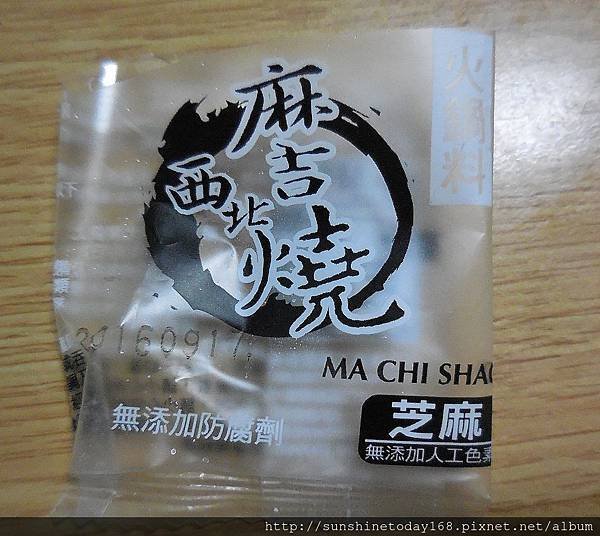 火鍋料
麻吉
西北燒
20160917
MA CHI SHAO
芝麻
無添加防腐劑
無添加人工色素
http://sunshinetoday168.pixnet.net/album